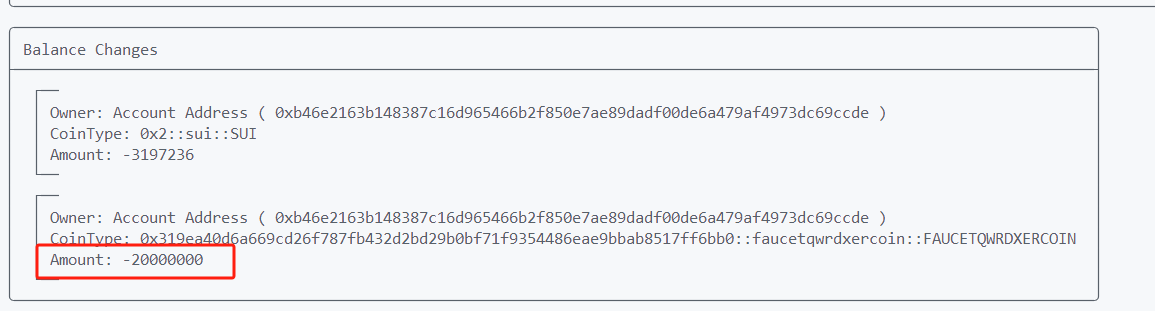 Balance Changes
Owner: Account Address ( 0xb46e2163b148387c16d965466b2f850e7ae89dadf00de6a479af4973dc69ccde )
CoinType: 0x2::sui::SUI
Amount: -3197236
Owner: Account Address ( 0xb46e2163b148387c16d965466b2f850e7ae89dadf00de6a479af4973dc69ccde )
CoinType: 0x319ea40d6a669cd26f787fb432d2bd29b0bf71f9354486eae9bbab8517ff6bb0::faucetqwrdxercoin::FAUCETQWRDXERCOIN
Amount: -20000000